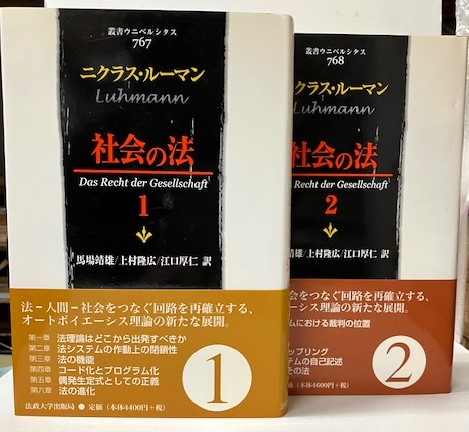 叢書ウニベルシタス
767
ニクラス・ルーマン
Luhmann
社会の法
Das Recht der Gesellschaft
1
馬場靖雄/上村隆広/江口厚仁 訳
法−人間−社会をつなぐ回路を再確立する、
オートポイエーシス理論の新たな展開。
第一章 法理論はどこから出発すべきか
第二章 法システムの作動上の閉鎖性
第三章 法の機能
第四章 コード化とプログラム化
第五章 偶発生定式としての正義
第六章 法の進化
1
法政大学出版局 ● 定価(本体4400円+税)
叢書ウニベルシタス
768
クラス・ルーマン
Luhmann
社会の法
Das Recht der Gesellschaft
2
靖雄/上村隆広/江口厚仁 訳
会をつなぐ回路を再確立する、
ーシス理論の新たな展開。
ムにおける裁判の位置
ップリング
テムの自己記述
その法
2
価(本体4600円+税)